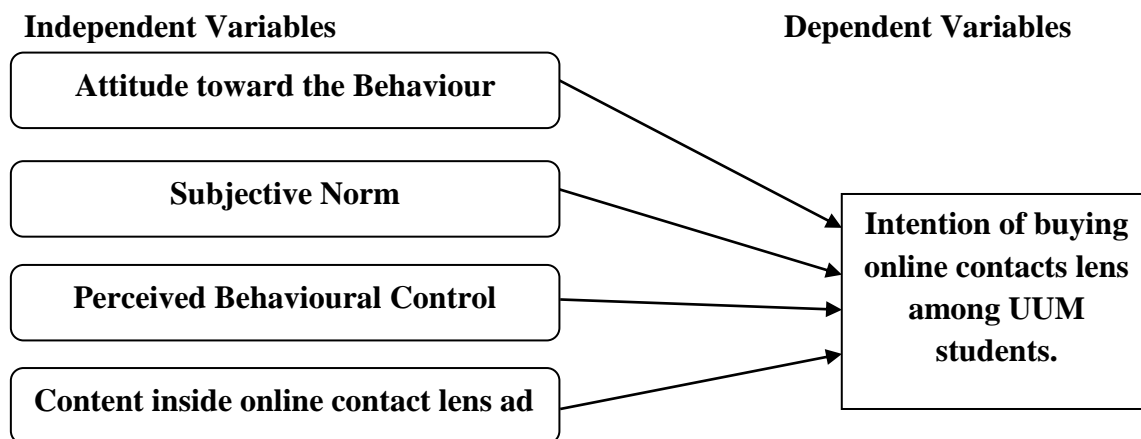 Independent Variables
Dependent Variables
Attitude toward the Behaviour
Subjective Norm
Perceived Behavioural Control
Content inside online contact lens ad
Intention of buying
online contacts lens
among UUM
students.